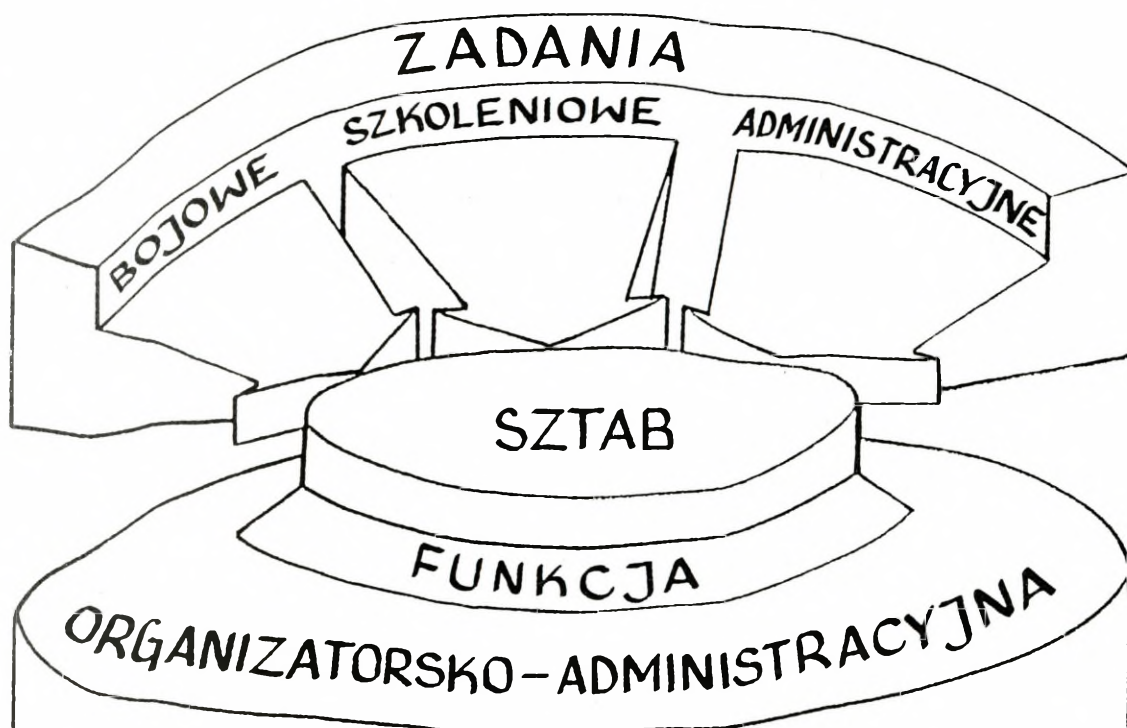 ZADANIA
BOJOWE
SZKOLENIOWE
ADMINISTRACYJNE
SZTAB
FUNKCJA
ORGANIZATORSKO-ADMINISTRACYJNA